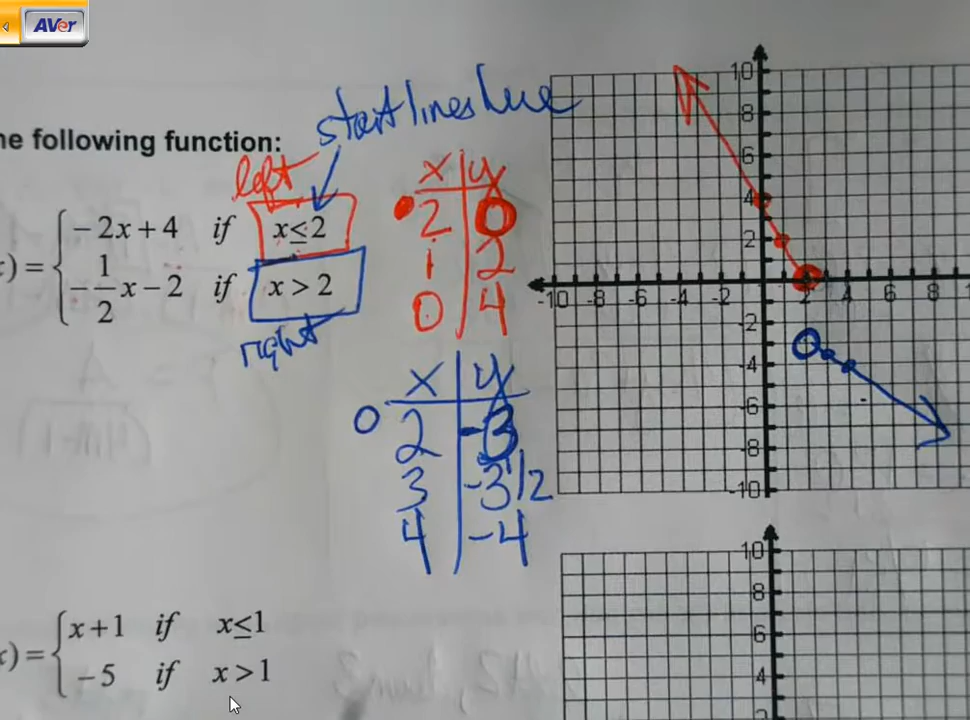 AVer
start lines here
he following function:
left
-2x+4 if x≤2
) = {
-1/2x-2 if x > 2
right
x y
2 0
1 2
0 4
x y
0 2 -3
3 -3 1/2
4 -4
10
8
6
4
2
-10 -8 -6 -4 -2 2 4 6 8
-2
-4
-6
-8
-10
x+1 if x≤1
x) = {
-5 if x > 1
10
8
6
4
2